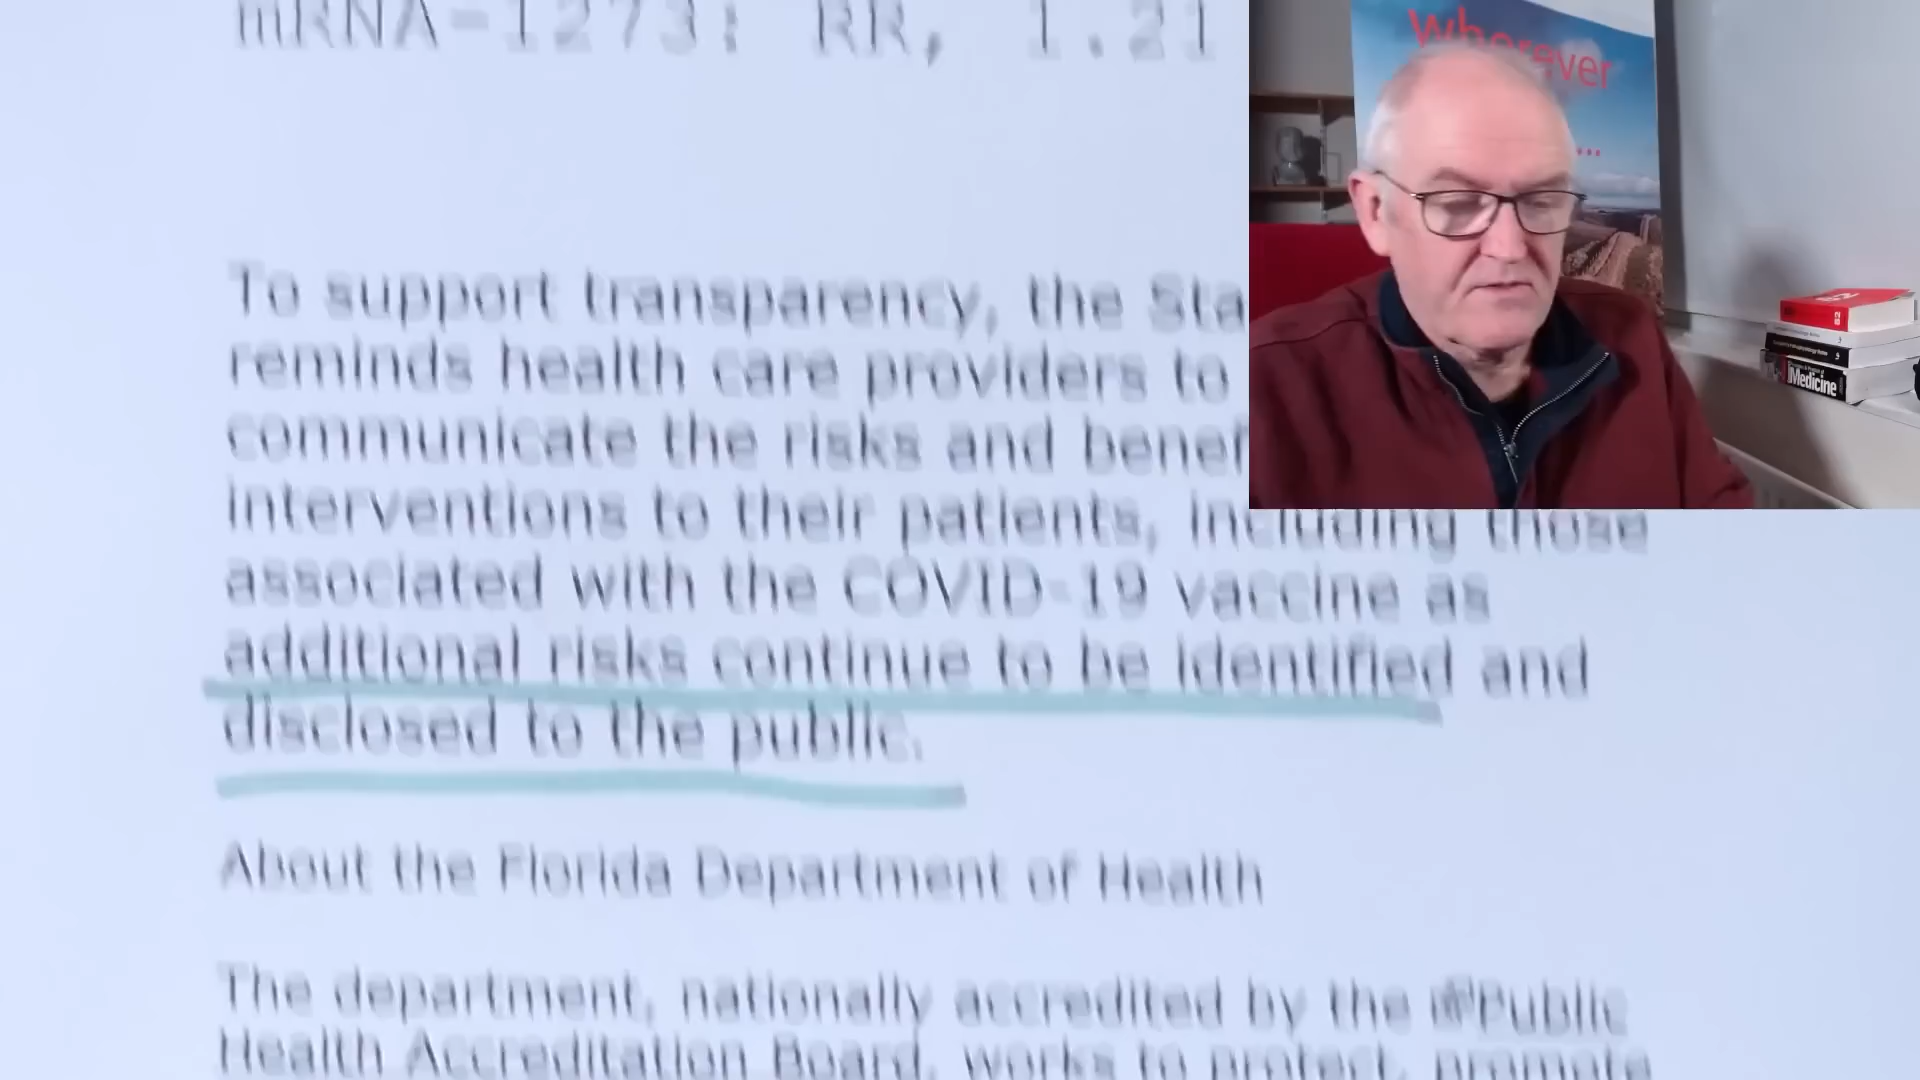 mRNA-1273: RR, 1.21
To support transparency, the Sta
reminds health care providers to
communicate the risks and benef
interventions to their patients, including those
associated with the COVID-19 vaccine as
additional risks continue to be identified and
disclosed to the public.
About the Florida Department of Health
The department, nationally accredited by the Public
Health Accreditation Board, works to protect, promote
wherever
...
82
82
Medicine